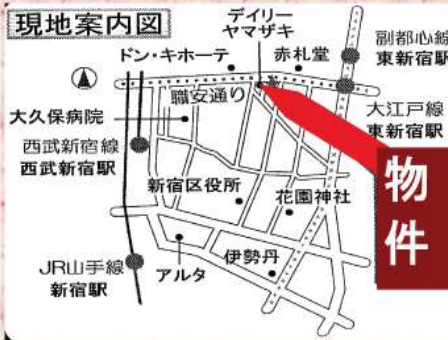 現地案内図
デイリー
ヤマザキ
ドン・キホーテ
赤札堂
副都心線
東新宿駅
職安通り
大久保病院
大江戸線
東新宿駅
西武新宿線
西武新宿駅
物件
新宿区役所
花園神社
伊勢丹
アルタ
JR山手線
新宿駅